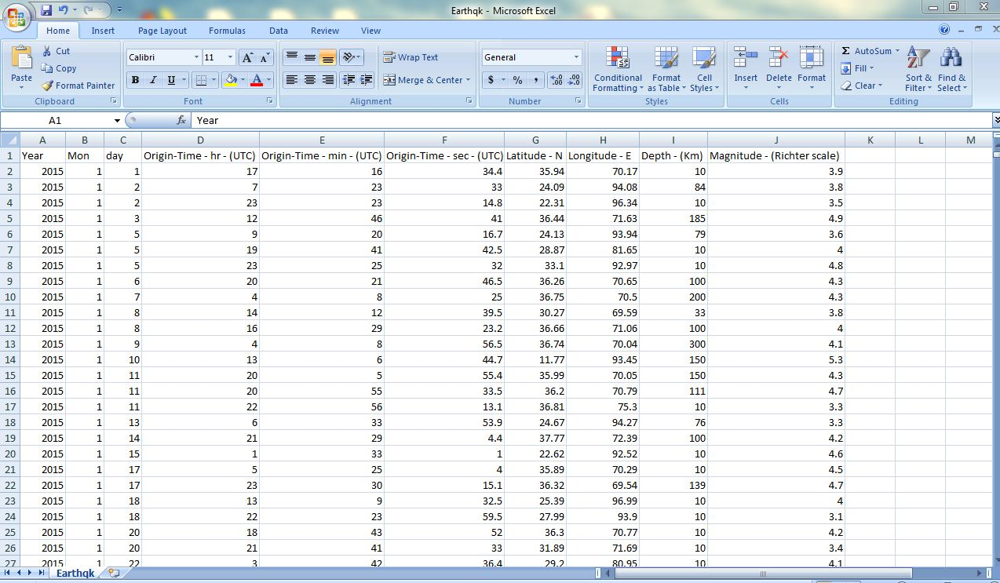 Earthqk - Microsoft Excel
Home Insert Page Layout Formulas Data Review View
Paste Cut Copy Format Painter Clipboard
Calibri 11 A A B I U A Font
Wrap Text Merge & Center Alignment
General $ % , .00 .00 Number
Conditional Formatting Format as Table Cell Styles Styles
Insert Delete Format Cells
Σ AutoSum Fill Clear Sort & Filter Find & Select Editing
A1 fx Year
A B C D E F G H I J K L M
1 Year Mon day Origin-Time - hr - (UTC) Origin-Time - min - (UTC) Origin-Time - sec - (UTC) Latitude - N Longitude - E Depth - (Km) Magnitude - (Richter scale)
2 2015 1 1 17 16 34.4 35.94 70.17 10 3.9
3 2015 1 2 7 23 33 24.09 94.08 84 3.8
4 2015 1 2 23 23 14.8 22.31 96.34 10 3.5
5 2015 1 3 12 46 41 36.44 71.63 185 4.9
6 2015 1 5 9 20 16.7 24.13 93.94 79 3.6
7 2015 1 5 19 41 42.5 28.87 81.65 10 4
8 2015 1 5 23 25 32 33.1 92.97 10 4.8
9 2015 1 6 20 21 46.5 36.26 70.65 100 4.3
10 2015 1 7 4 8 25 36.75 70.5 200 4.3
11 2015 1 8 14 12 39.5 30.27 69.59 33 3.8
12 2015 1 8 16 29 23.2 36.66 71.06 100 4
13 2015 1 9 4 8 56.5 36.74 70.04 300 4.1
14 2015 1 10 13 6 44.7 11.77 93.45 150 5.3
15 2015 1 11 20 5 55.4 35.99 70.05 150 4.3
16 2015 1 11 20 55 33.5 36.2 70.79 111 4.7
17 2015 1 11 22 56 13.1 36.81 75.3 10 3.3
18 2015 1 13 6 33 53.9 24.67 94.27 76 3.3
19 2015 1 14 21 29 4.4 37.77 72.39 100 4.2
20 2015 1 15 1 33 1 22.62 92.52 10 4.6
21 2015 1 17 5 25 4 35.89 70.29 10 4.5
22 2015 1 17 23 30 15.1 36.32 69.54 139 4.7
23 2015 1 18 13 9 32.5 25.39 96.99 10 4
24 2015 1 18 22 23 59.5 27.99 93.9 10 3.1
25 2015 1 20 18 43 52 36.3 70.77 10 4.2
26 2015 1 20 21 41 33 31.89 71.69 10 3.4
27 2015 1 22 3 42 36.4 29.2 80.95 10 4.1
Earthqk